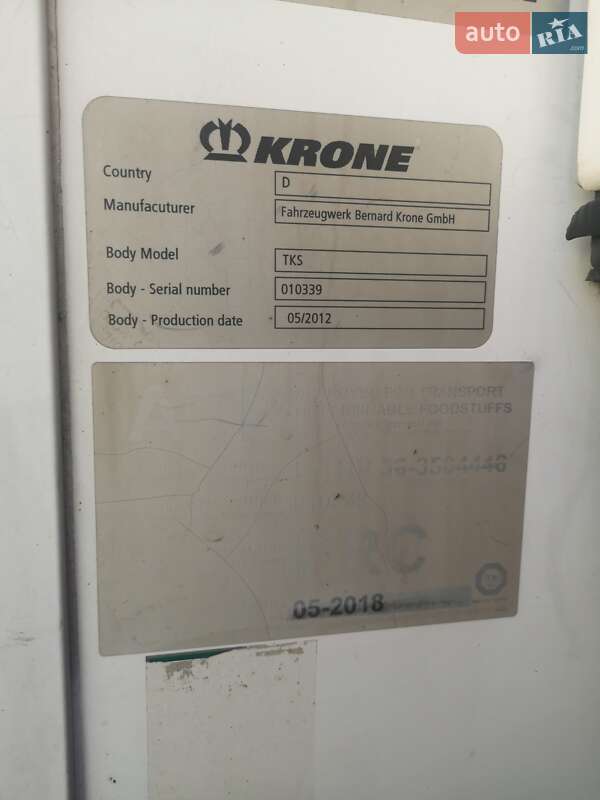 auto RIA.com
KRONE
Country D
Manufacuturer Fahrzeugwerk Bernard Krone GmbH
Body Model TKS
Body - Serial number 010339
Body - Production date 05/2012
TRANSPORT
FOODSTUFFS
05-2018